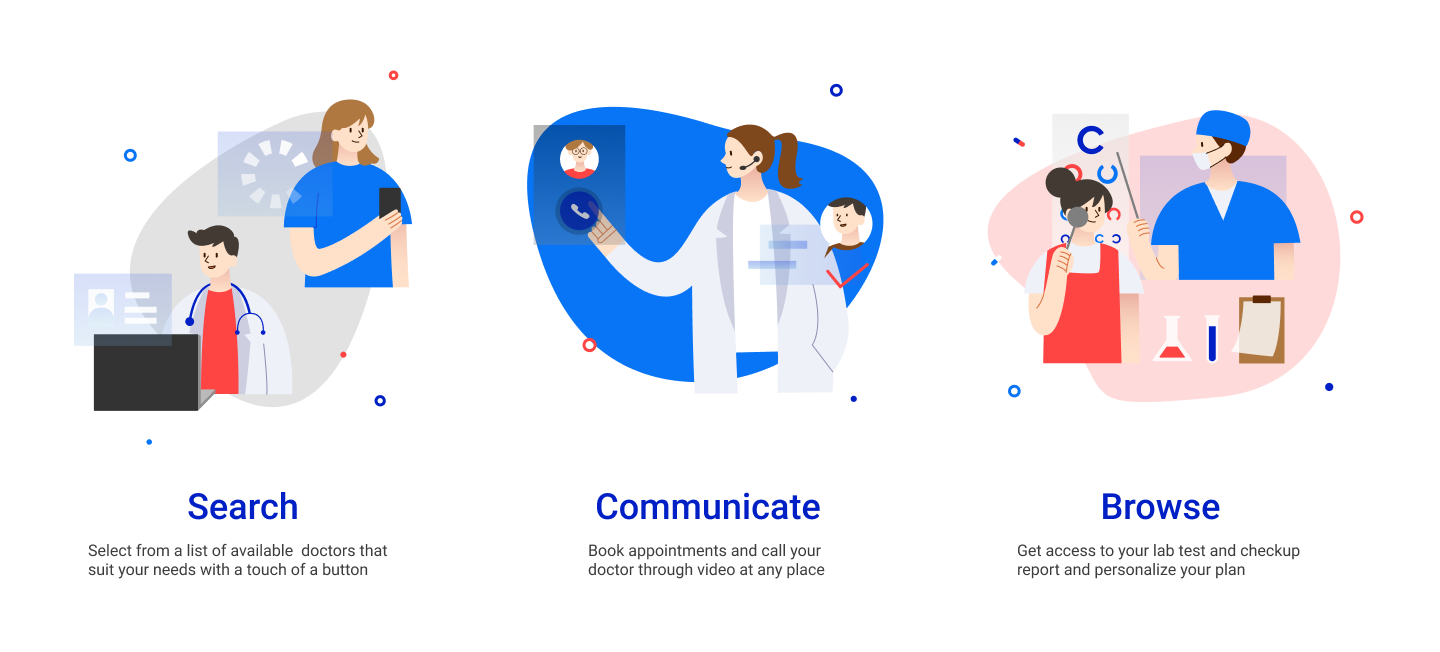 Search
Select from a list of available  doctors that
suit your needs with a touch of a button
Communicate
Book appointments and call your
doctor through video at any place
Browse
Get access to your lab test and checkup
report and personalize your plan